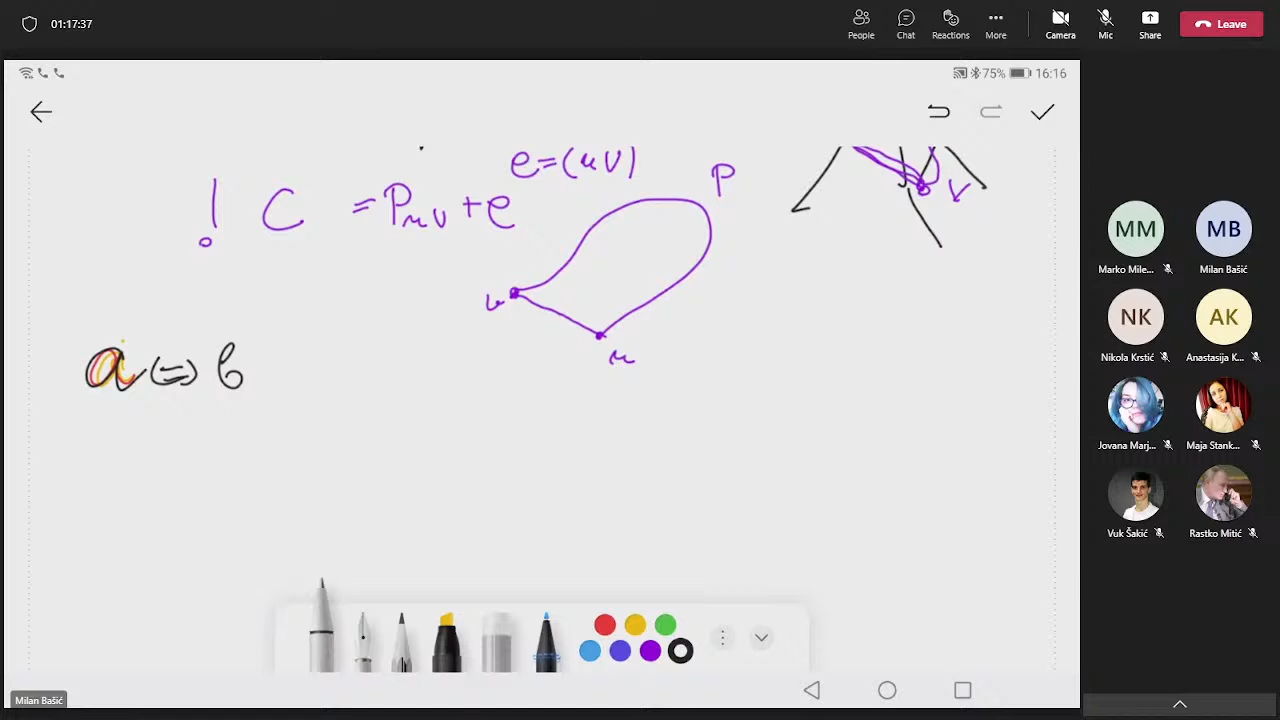 01:17:37
People
Chat
Reactions
More
Camera
Mic
Share
Leave
75% 16:16
e=(uv)
P
! C = Puv + e
v
v
u
a ⇔ b
MM
Marko Mile...
MB
Milan Bašić
NK
Nikola Krstić
AK
Anastasija K...
Jovana Marj...
Maja Stank...
Vuk Šakić
Rastko Mitić
Milan Bašić